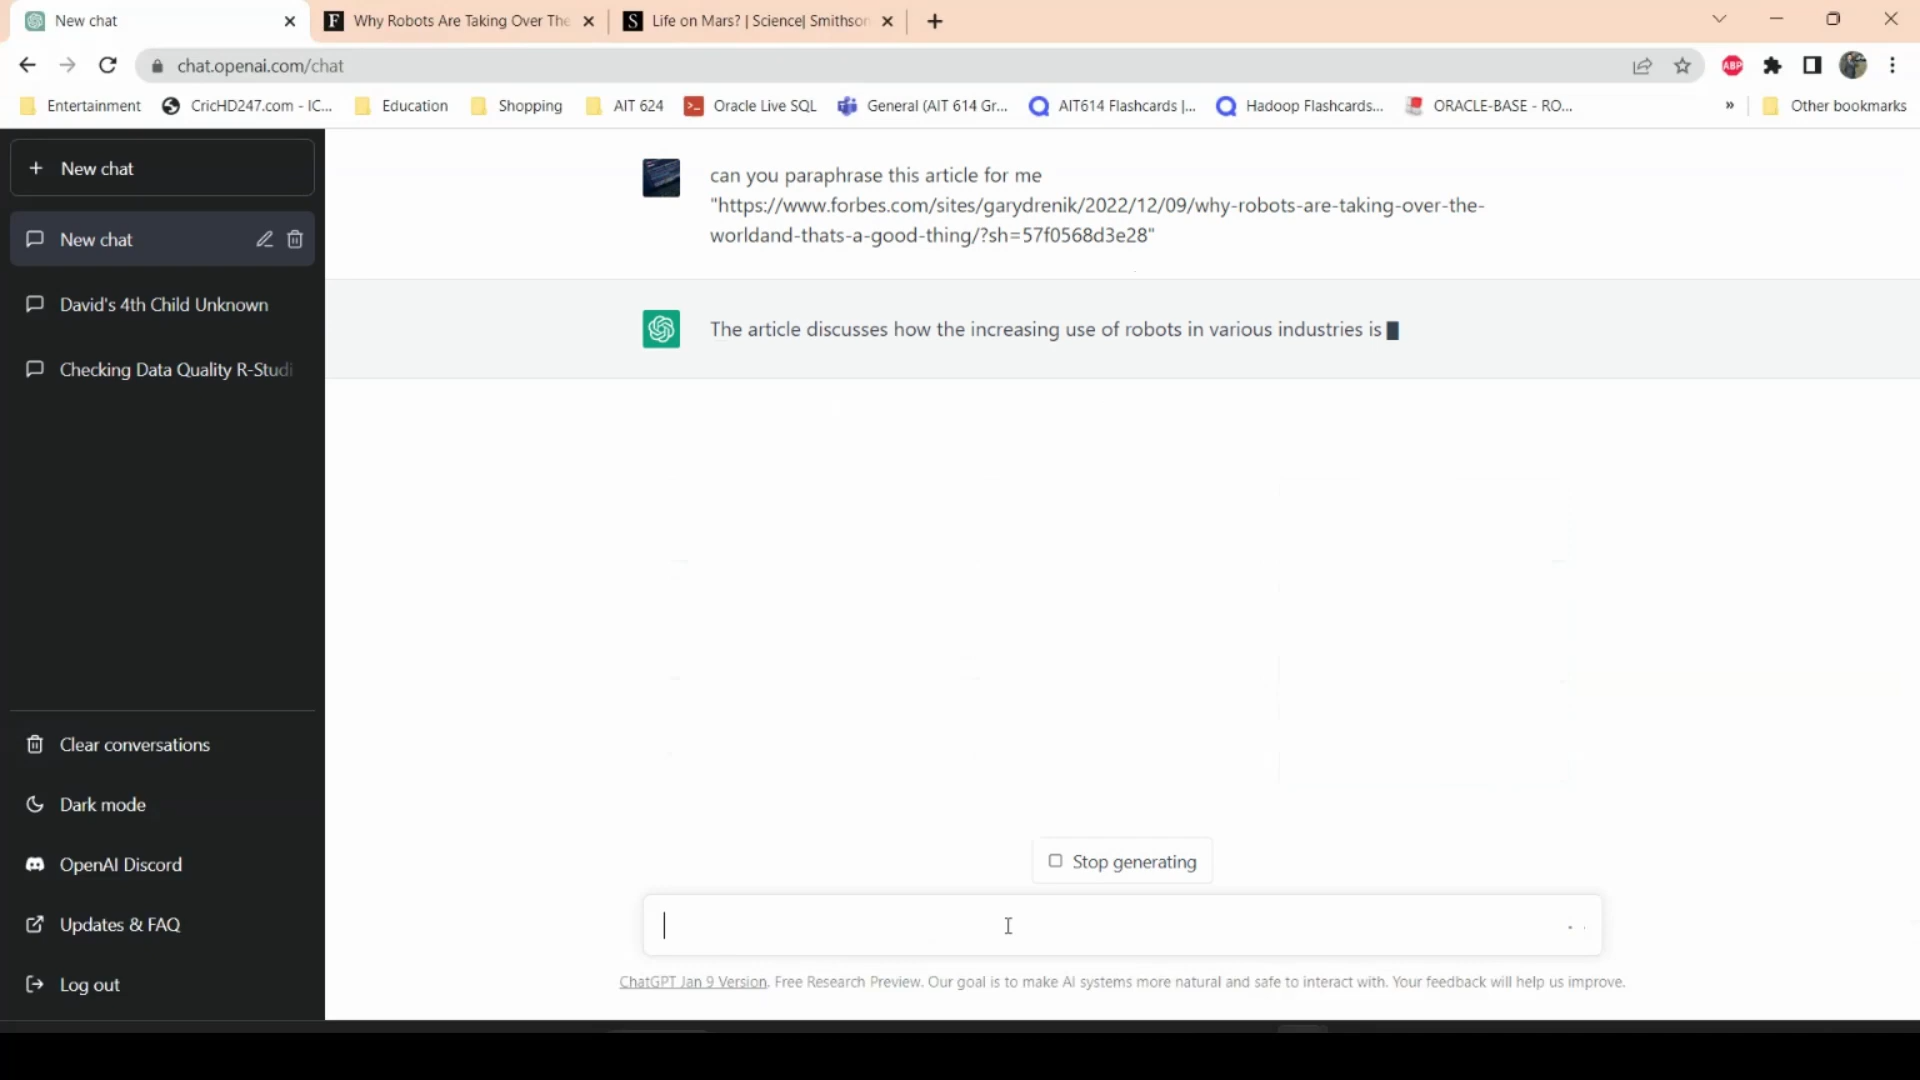 New chat
Why Robots Are Taking Over The
Life on Mars? | Science| Smithson
chat.openai.com/chat
ABP
Entertainment
CricHD247.com - IC...
Education
Shopping
AIT 624
Oracle Live SQL
General (AIT 614 Gr...
AIT614 Flashcards |...
Hadoop Flashcards...
ORACLE-BASE - RO...
»
Other bookmarks
+ New chat
New chat
David's 4th Child Unknown
Checking Data Quality R-Studi
Clear conversations
Dark mode
OpenAI Discord
Updates & FAQ
Log out
can you paraphrase this article for me
"https://www.forbes.com/sites/garydrenik/2022/12/09/why-robots-are-taking-over-the-
worldand-thats-a-good-thing/?sh=57f0568d3e28"
The article discusses how the increasing use of robots in various industries is
Stop generating
ChatGPT Jan 9 Version. Free Research Preview. Our goal is to make AI systems more natural and safe to interact with. Your feedback will help us improve.